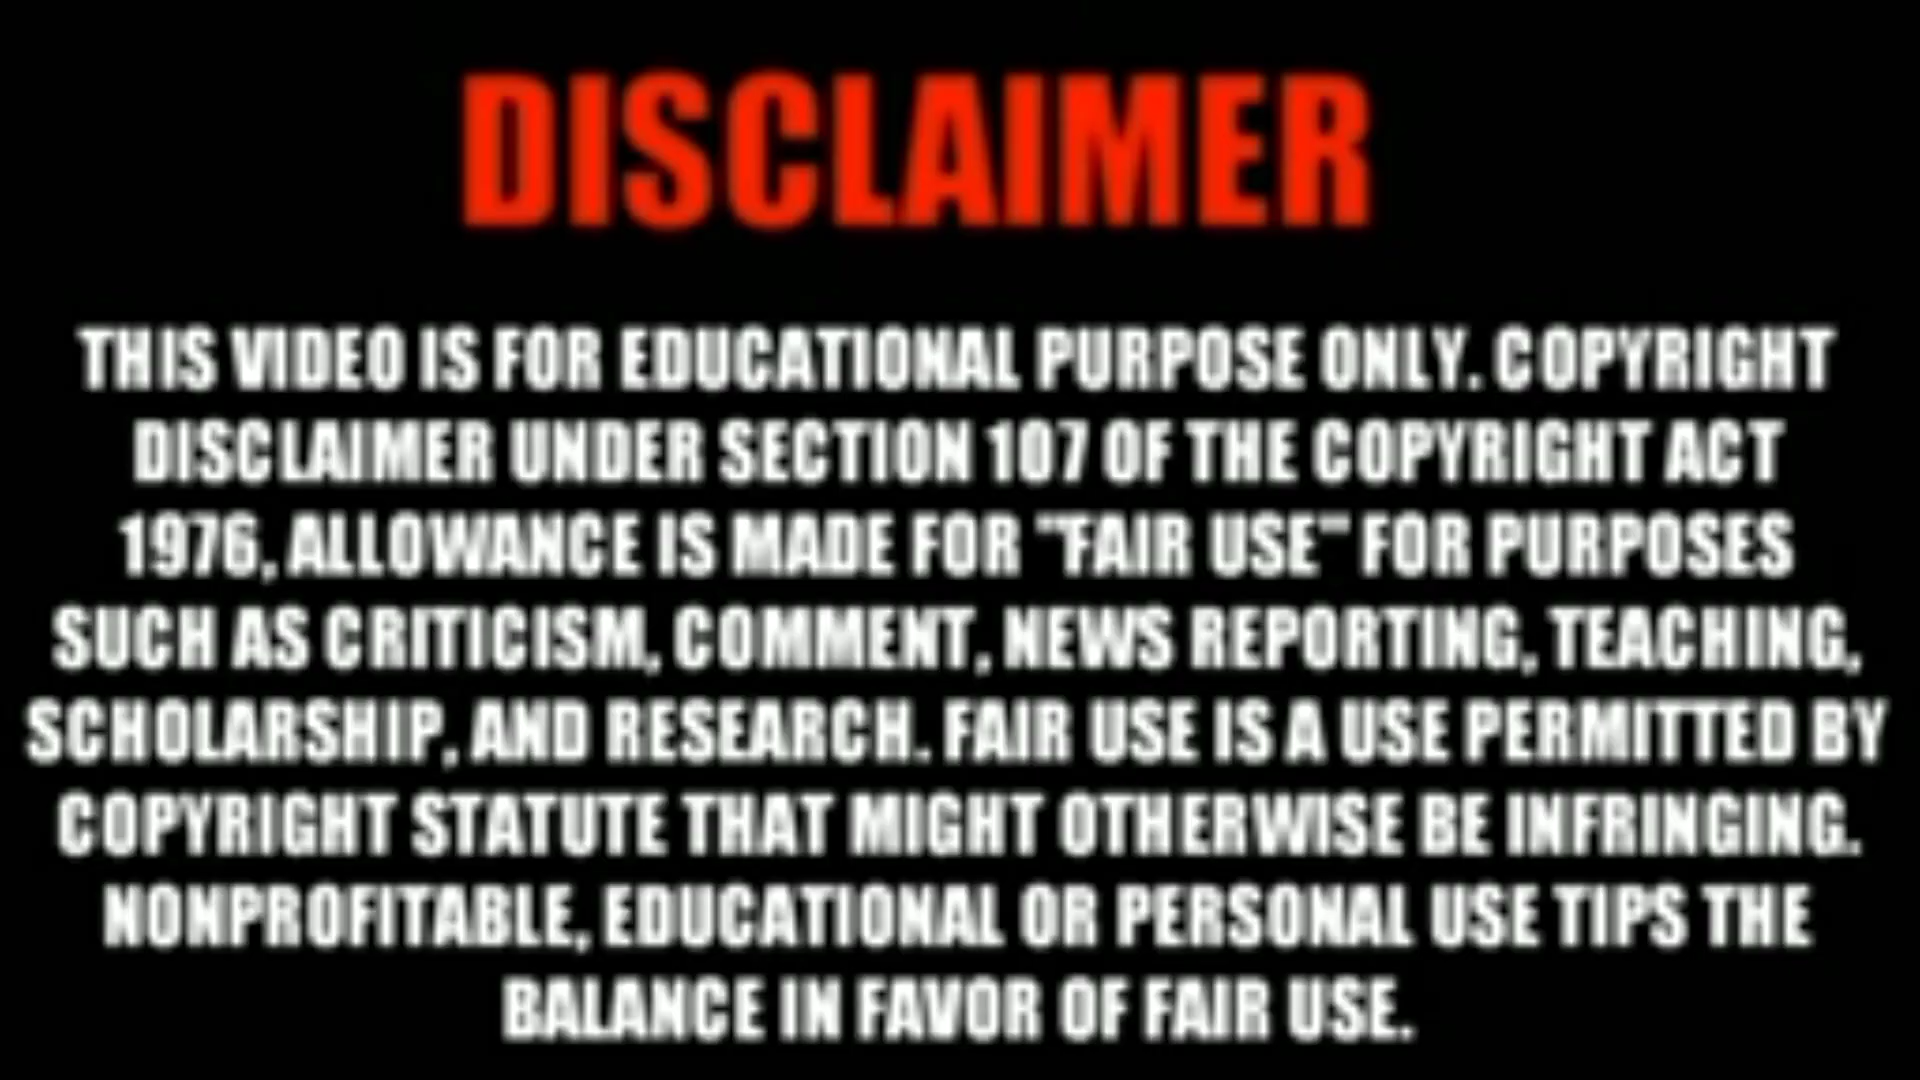 DISCLAIMER
THIS VIDEO IS FOR EDUCATIONAL PURPOSE ONLY. COPYRIGHT
DISCLAIMER UNDER SECTION 107 OF THE COPYRIGHT ACT
1976, ALLOWANCE IS MADE FOR "FAIR USE" FOR PURPOSES
SUCH AS CRITICISM, COMMENT, NEWS REPORTING, TEACHING,
SCHOLARSHIP, AND RESEARCH. FAIR USE IS A USE PERMITTED BY
COPYRIGHT STATUTE THAT MIGHT OTHERWISE BE INFRINGING.
NONPROFITABLE, EDUCATIONAL OR PERSONAL USE TIPS THE
BALANCE IN FAVOR OF FAIR USE.